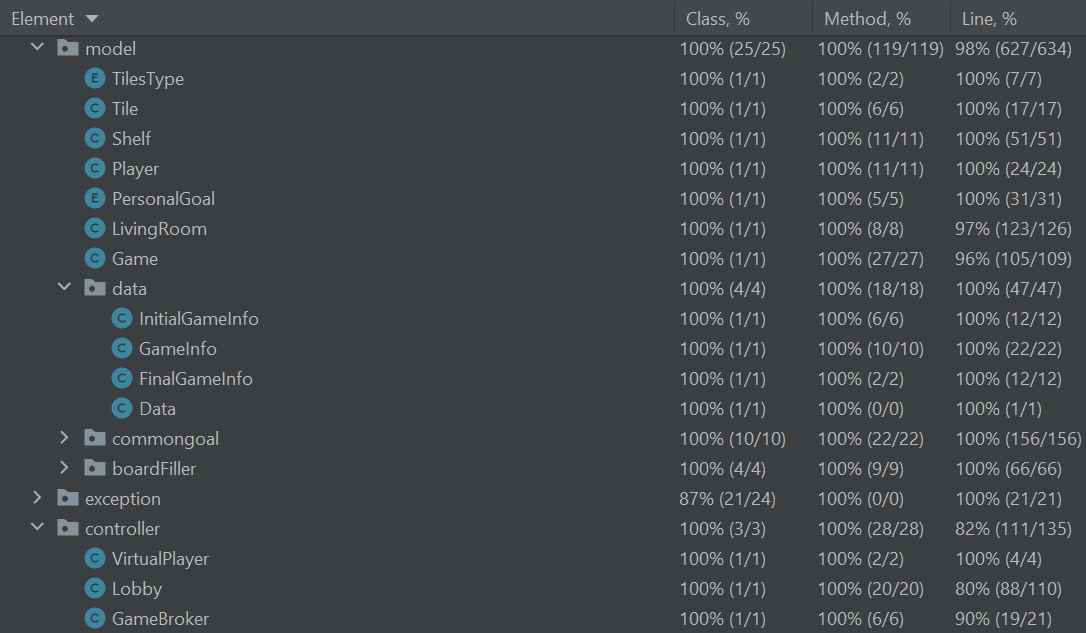 Element Class, % Method, % Line, %
model 100% (25/25) 100% (119/119) 98% (627/634)
E TilesType 100% (1/1) 100% (2/2) 100% (7/7)
C Tile 100% (1/1) 100% (6/6) 100% (17/17)
C Shelf 100% (1/1) 100% (11/11) 100% (51/51)
C Player 100% (1/1) 100% (11/11) 100% (24/24)
E PersonalGoal 100% (1/1) 100% (5/5) 100% (31/31)
C LivingRoom 100% (1/1) 100% (8/8) 97% (123/126)
C Game 100% (1/1) 100% (27/27) 96% (105/109)
data 100% (4/4) 100% (18/18) 100% (47/47)
C InitialGameInfo 100% (1/1) 100% (6/6) 100% (12/12)
C GameInfo 100% (1/1) 100% (10/10) 100% (22/22)
C FinalGameInfo 100% (1/1) 100% (2/2) 100% (12/12)
C Data 100% (1/1) 100% (0/0) 100% (1/1)
commongoal 100% (10/10) 100% (22/22) 100% (156/156)
boardFiller 100% (4/4) 100% (9/9) 100% (66/66)
exception 87% (21/24) 100% (0/0) 100% (21/21)
controller 100% (3/3) 100% (28/28) 82% (111/135)
C VirtualPlayer 100% (1/1) 100% (2/2) 100% (4/4)
C Lobby 100% (1/1) 100% (20/20) 80% (88/110)
C GameBroker 100% (1/1) 100% (6/6) 90% (19/21)